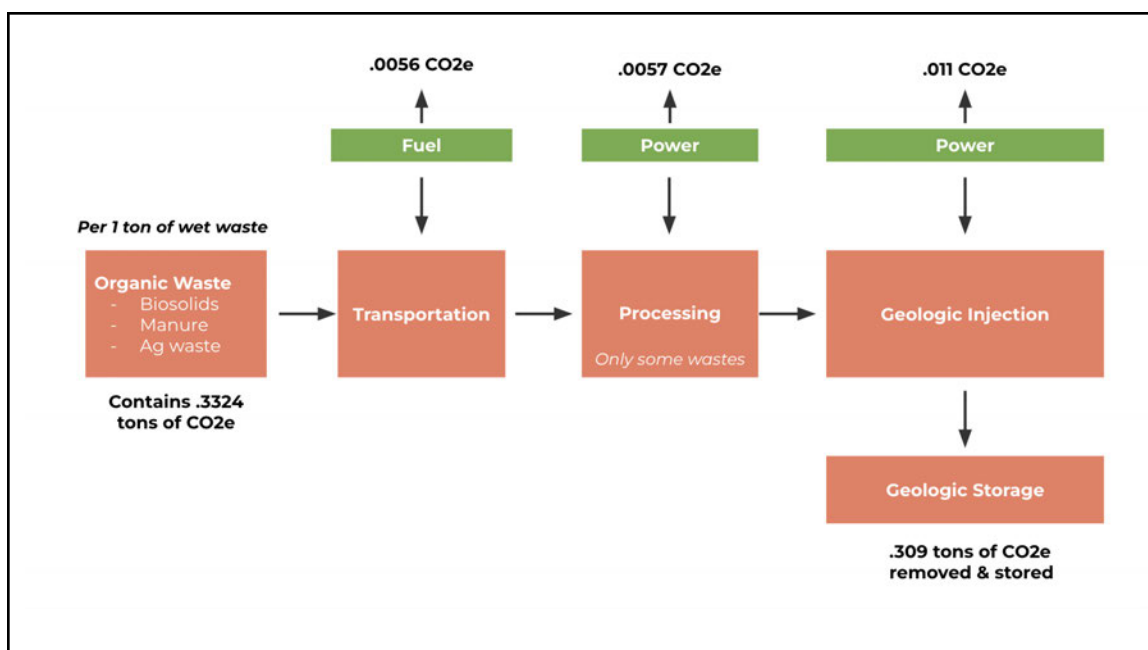 .0056 CO2e
.0057 CO2e
.011 CO2e
Fuel
Power
Power
Per 1 ton of wet waste
Organic Waste
- Biosolids
- Manure
- Ag waste
Transportation
Processing
Only some wastes
Geologic Injection
Contains .3324
tons of CO2e
Geologic Storage
.309 tons of CO2e
removed & stored